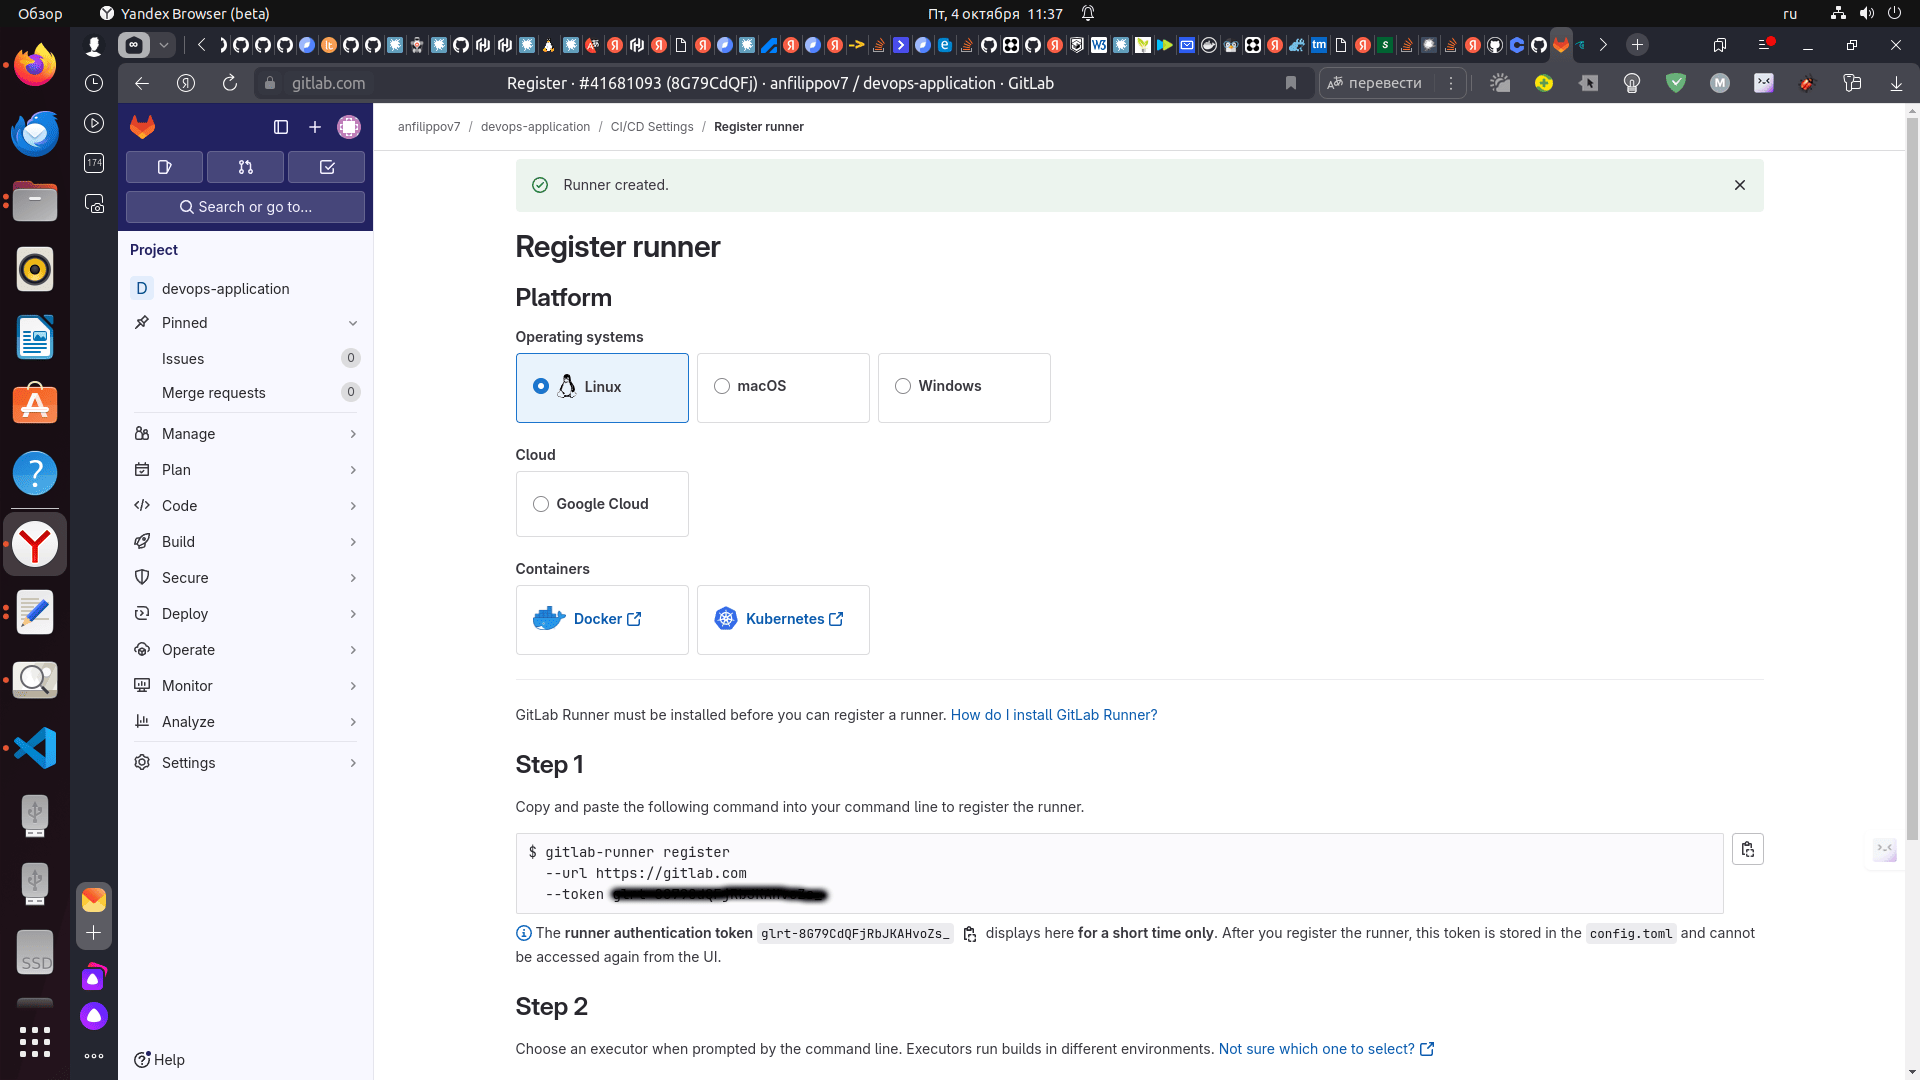 Обзор
Yandex Browser (beta)
Пт, 4 октября 11:37
ru
gitlab.com
Register · #41681093 (8G79CdQFj) · anfilippov7 / devops-application · GitLab
перевести
174
anfilippov7 / devops-application / CI/CD Settings / Register runner
Runner created.
Search or go to...
Project
D devops-application
Pinned
Issues 0
Merge requests 0
Manage
Plan
Code
Build
Secure
Deploy
Operate
Monitor
Analyze
Settings
Help
SSD
Register runner
Platform
Operating systems
Linux
macOS
Windows
Cloud
Google Cloud
Containers
Docker
Kubernetes
GitLab Runner must be installed before you can register a runner. How do I install GitLab Runner?
Step 1
Copy and paste the following command into your command line to register the runner.
$ gitlab-runner register
--url https://gitlab.com
--token
The runner authentication token glrt-8G79CdQFjRbJKAHvoZs_ displays here for a short time only. After you register the runner, this token is stored in the config.toml and cannot
be accessed again from the UI.
Step 2
Choose an executor when prompted by the command line. Executors run builds in different environments. Not sure which one to select?